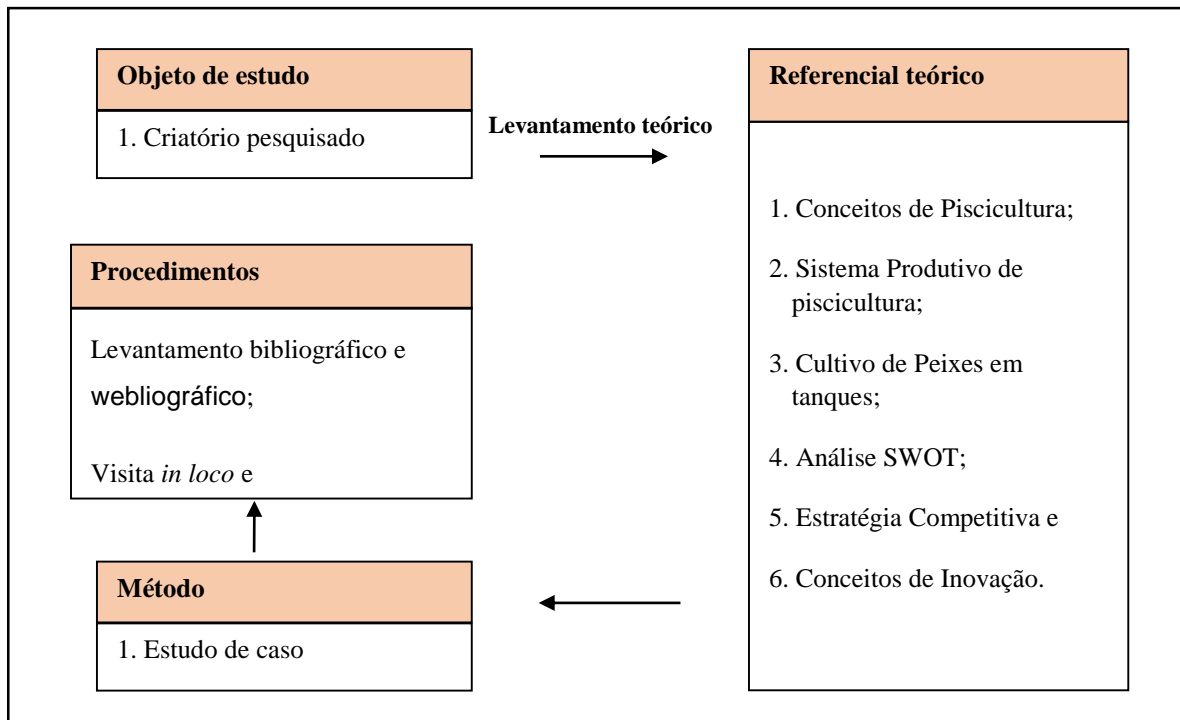 Objeto de estudo
1. Criatório pesquisado
Levantamento teórico
Referencial teórico
1. Conceitos de Piscicultura;
2. Sistema Produtivo de
piscicultura;
3. Cultivo de Peixes em
tanques;
4. Análise SWOT;
5. Estratégia Competitiva e
6. Conceitos de Inovação.
Procedimentos
Levantamento bibliográfico e
webliográfico;
Visita in loco e
Método
1. Estudo de caso